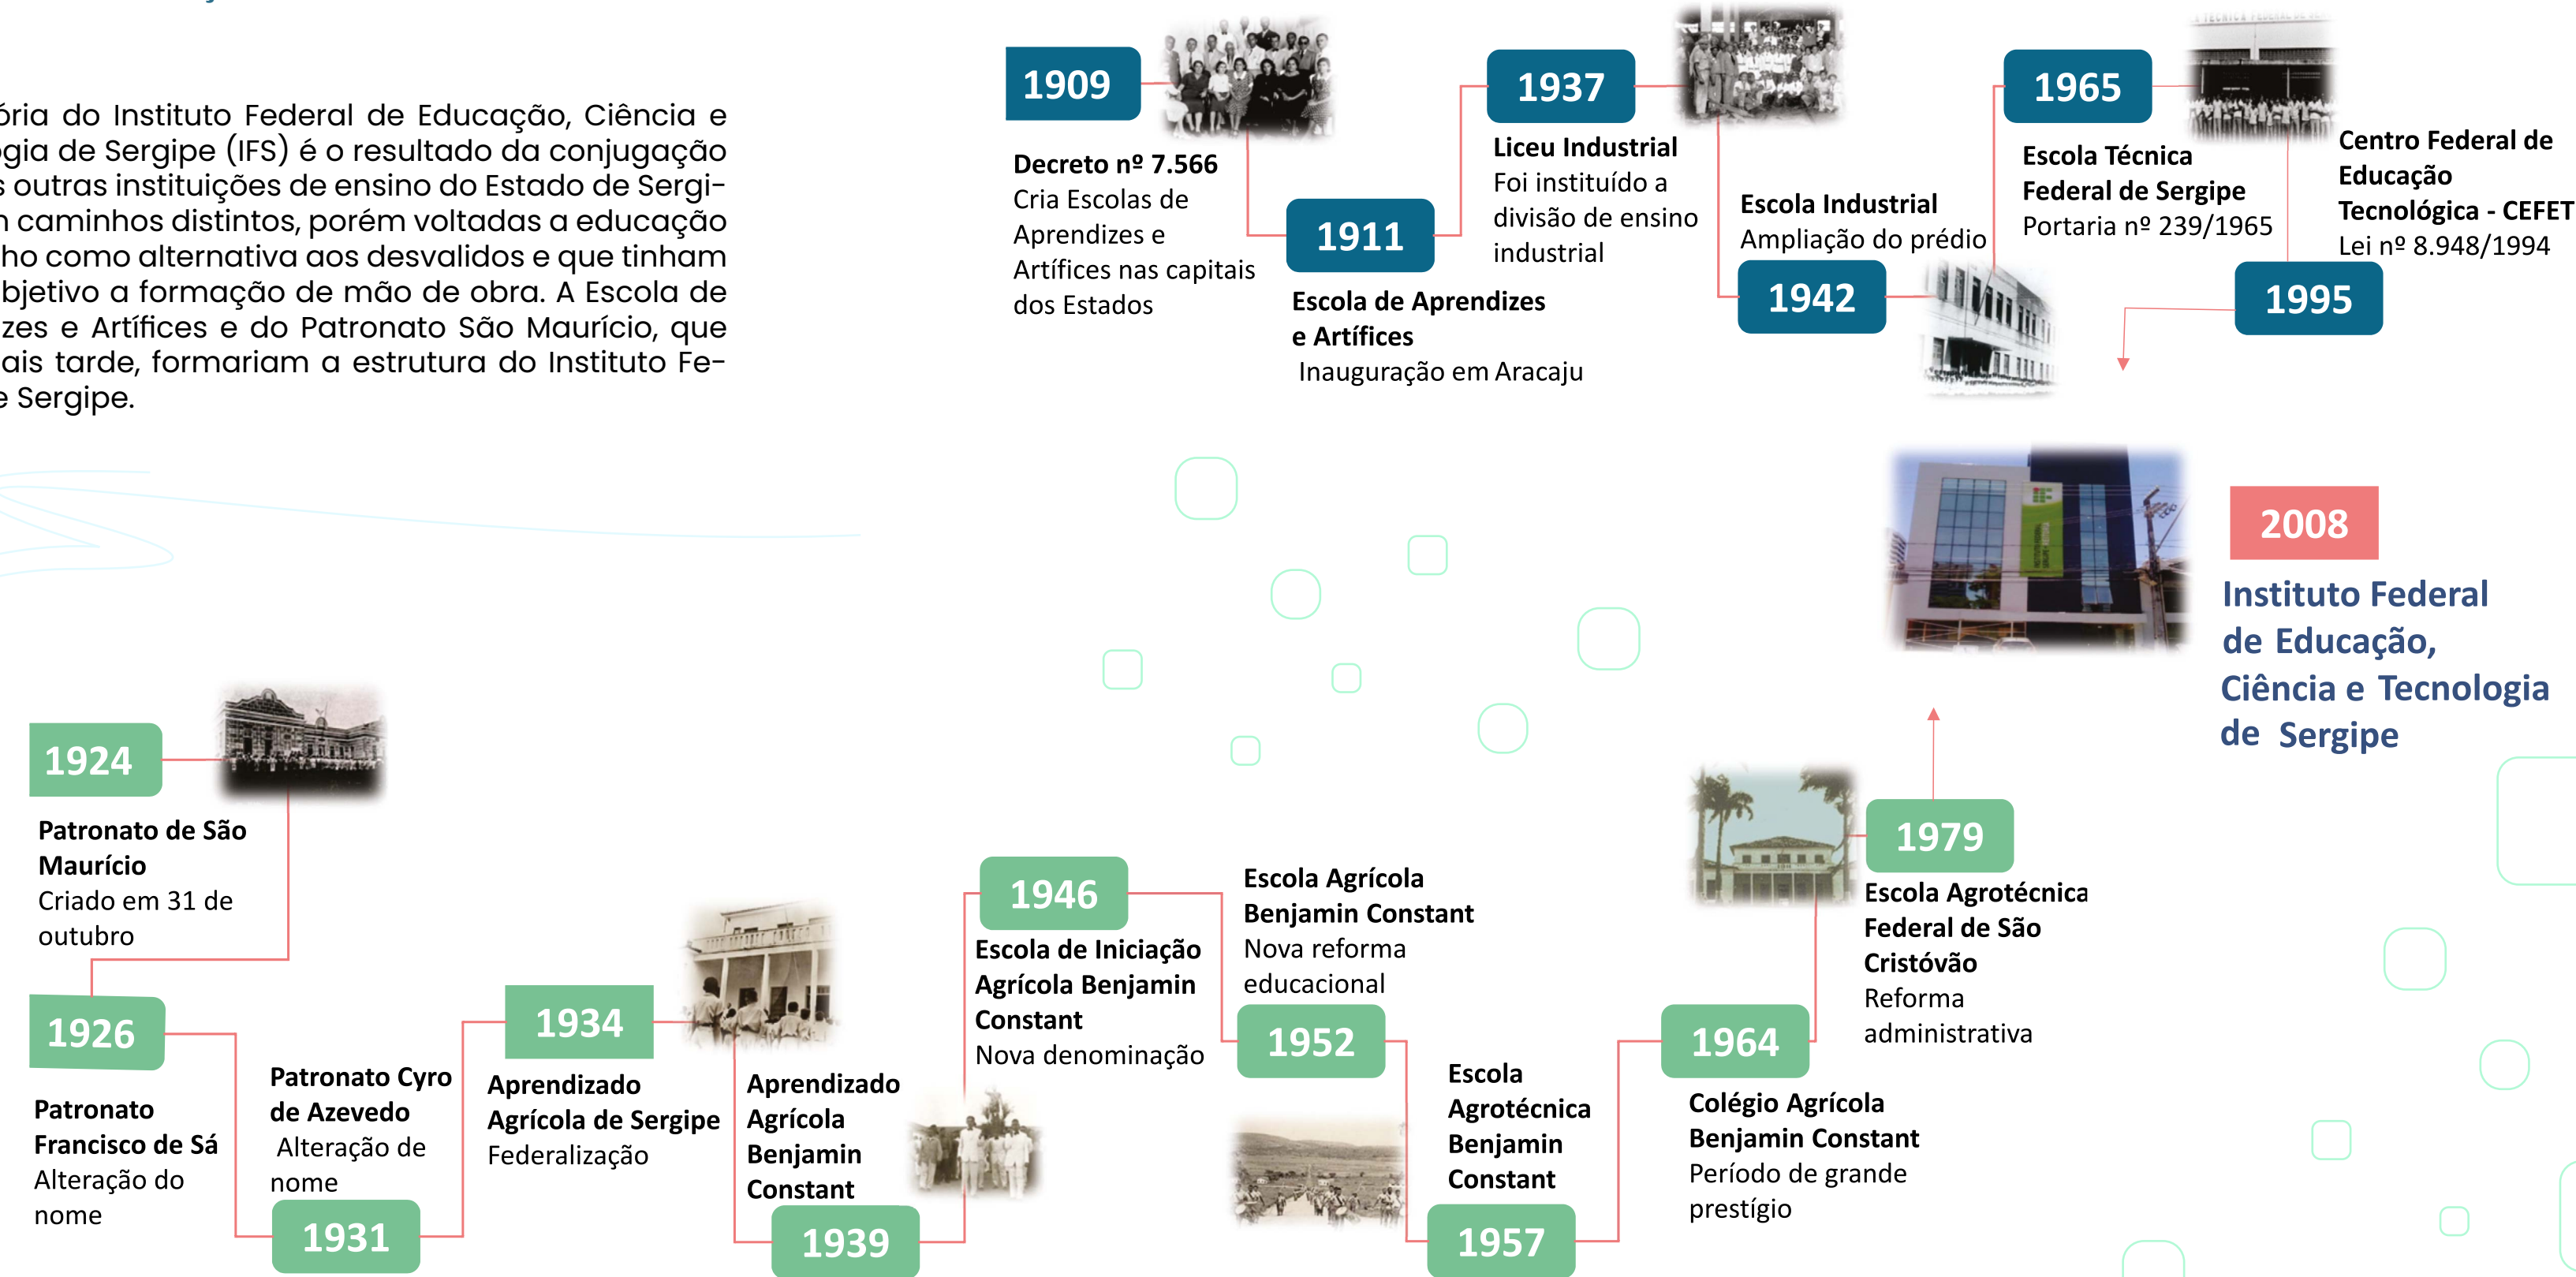 ória do Instituto Federal de Educação, Ciência e
ogia de Sergipe (IFS) é o resultado da conjugação
s outras instituições de ensino do Estado de Sergi-
n caminhos distintos, porém voltadas a educação
ho como alternativa aos desvalidos e que tinham
bjetivo a formação de mão de obra. A Escola de
izes e Artífices e do Patronato São Maurício, que
ais tarde, formariam a estrutura do Instituto Fe-
e Sergipe.
1909
Decreto nº 7.566
Cria Escolas de
Aprendizes e
Artífices nas capitais
dos Estados
1911
Escola de Aprendizes
e Artífices
Inauguração em Aracaju
1937
Liceu Industrial
Foi instituído a
divisão de ensino
industrial
Escola Industrial
Ampliação do prédio
1942
1965
Escola Técnica
Federal de Sergipe
Portaria nº 239/1965
Centro Federal de
Educação
Tecnológica - CEFET
Lei nº 8.948/1994
1995
2008
Instituto Federal
de Educação,
Ciência e Tecnologia
de Sergipe
1924
Patronato de São
Maurício
Criado em 31 de
outubro
1926
Patronato
Francisco de Sá
Alteração do
nome
Patronato Cyro
de Azevedo
Alteração de
nome
1931
1934
Aprendizado
Agrícola de Sergipe
Federalização
Aprendizado
Agrícola
Benjamin
Constant
1939
1946
Escola de Iniciação
Agrícola Benjamin
Constant
Nova denominação
Escola Agrícola
Benjamin Constant
Nova reforma
educacional
1952
Escola
Agrotécnica
Benjamin
Constant
1957
1964
Colégio Agrícola
Benjamin Constant
Período de grande
prestígio
1979
Escola Agrotécnica
Federal de São
Cristóvão
Reforma
administrativa